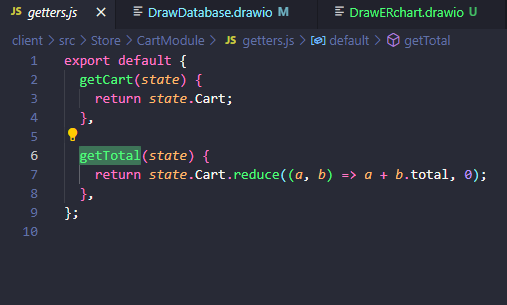 JS getters.js × DrawDatabase.drawio M DrawERchart.drawio U
client > src > Store > CartModule > JS getters.js > default > getTotal
1 export default {
2 getCart(state) {
3 return state.Cart;
4 },
5
6 getTotal(state) {
7 return state.Cart.reduce((a, b) => a + b.total, 0);
8 },
9 };
10